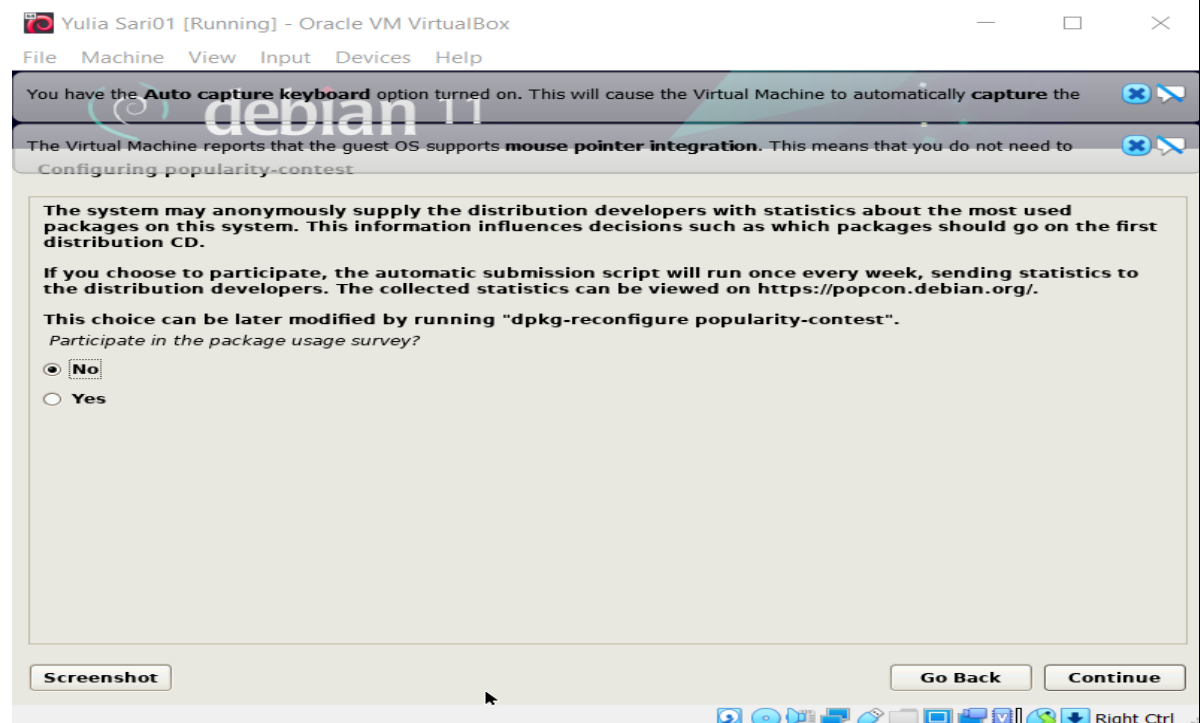 Yulia Sari01 [Running] - Oracle VM VirtualBox
File Machine View Input Devices Help
You have the Auto capture keyboard option turned on. This will cause the Virtual Machine to automatically capture the
debian 11
The Virtual Machine reports that the guest OS supports mouse pointer integration. This means that you do not need to
Configuring popularity-contest
The system may anonymously supply the distribution developers with statistics about the most used
packages on this system. This information influences decisions such as which packages should go on the first
distribution CD.
If you choose to participate, the automatic submission script will run once every week, sending statistics to
the distribution developers. The collected statistics can be viewed on https://popcon.debian.org/.
This choice can be later modified by running "dpkg-reconfigure popularity-contest".
Participate in the package usage survey?
No
Yes
Screenshot
Go Back
Continue
Right Ctrl